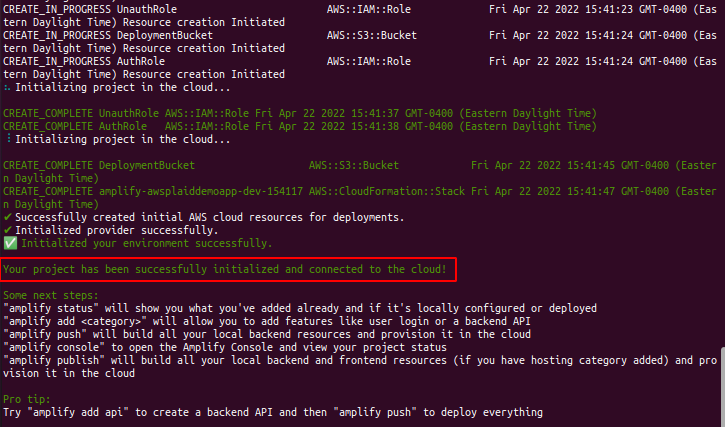 CREATE_IN_PROGRESS UnauthRole                         AWS::IAM::Role           Fri Apr 22 2022 15:41:23 GMT-0400 (Eas
tern Daylight Time) Resource creation Initiated
CREATE_IN_PROGRESS DeploymentBucket                   AWS::S3::Bucket          Fri Apr 22 2022 15:41:24 GMT-0400 (Eas
tern Daylight Time) Resource creation Initiated
CREATE_IN_PROGRESS AuthRole                           AWS::IAM::Role           Fri Apr 22 2022 15:41:24 GMT-0400 (Eas
tern Daylight Time) Resource creation Initiated
⠦ Initializing project in the cloud...

CREATE_COMPLETE UnauthRole AWS::IAM::Role Fri Apr 22 2022 15:41:37 GMT-0400 (Eastern Daylight Time)
CREATE_COMPLETE AuthRole   AWS::IAM::Role Fri Apr 22 2022 15:41:38 GMT-0400 (Eastern Daylight Time)
⠸ Initializing project in the cloud...

CREATE_COMPLETE DeploymentBucket                   AWS::S3::Bucket            Fri Apr 22 2022 15:41:45 GMT-0400 (Easter
n Daylight Time)
CREATE_COMPLETE amplify-awsplaiddemoapp-dev-154117 AWS::CloudFormation::Stack Fri Apr 22 2022 15:41:47 GMT-0400 (Easter
n Daylight Time)
✔ Successfully created initial AWS cloud resources for deployments.
✔ Initialized provider successfully.
✅ Initialized your environment successfully.

Your project has been successfully initialized and connected to the cloud!

Some next steps:
"amplify status" will show you what you've added already and if it's locally configured or deployed
"amplify add <category>" will allow you to add features like user login or a backend API
"amplify push" will build all your local backend resources and provision it in the cloud
"amplify console" to open the Amplify Console and view your project status
"amplify publish" will build all your local backend and frontend resources (if you have hosting category added) and pro
vision it in the cloud

Pro tip:
Try "amplify add api" to create a backend API and then "amplify push" to deploy everything